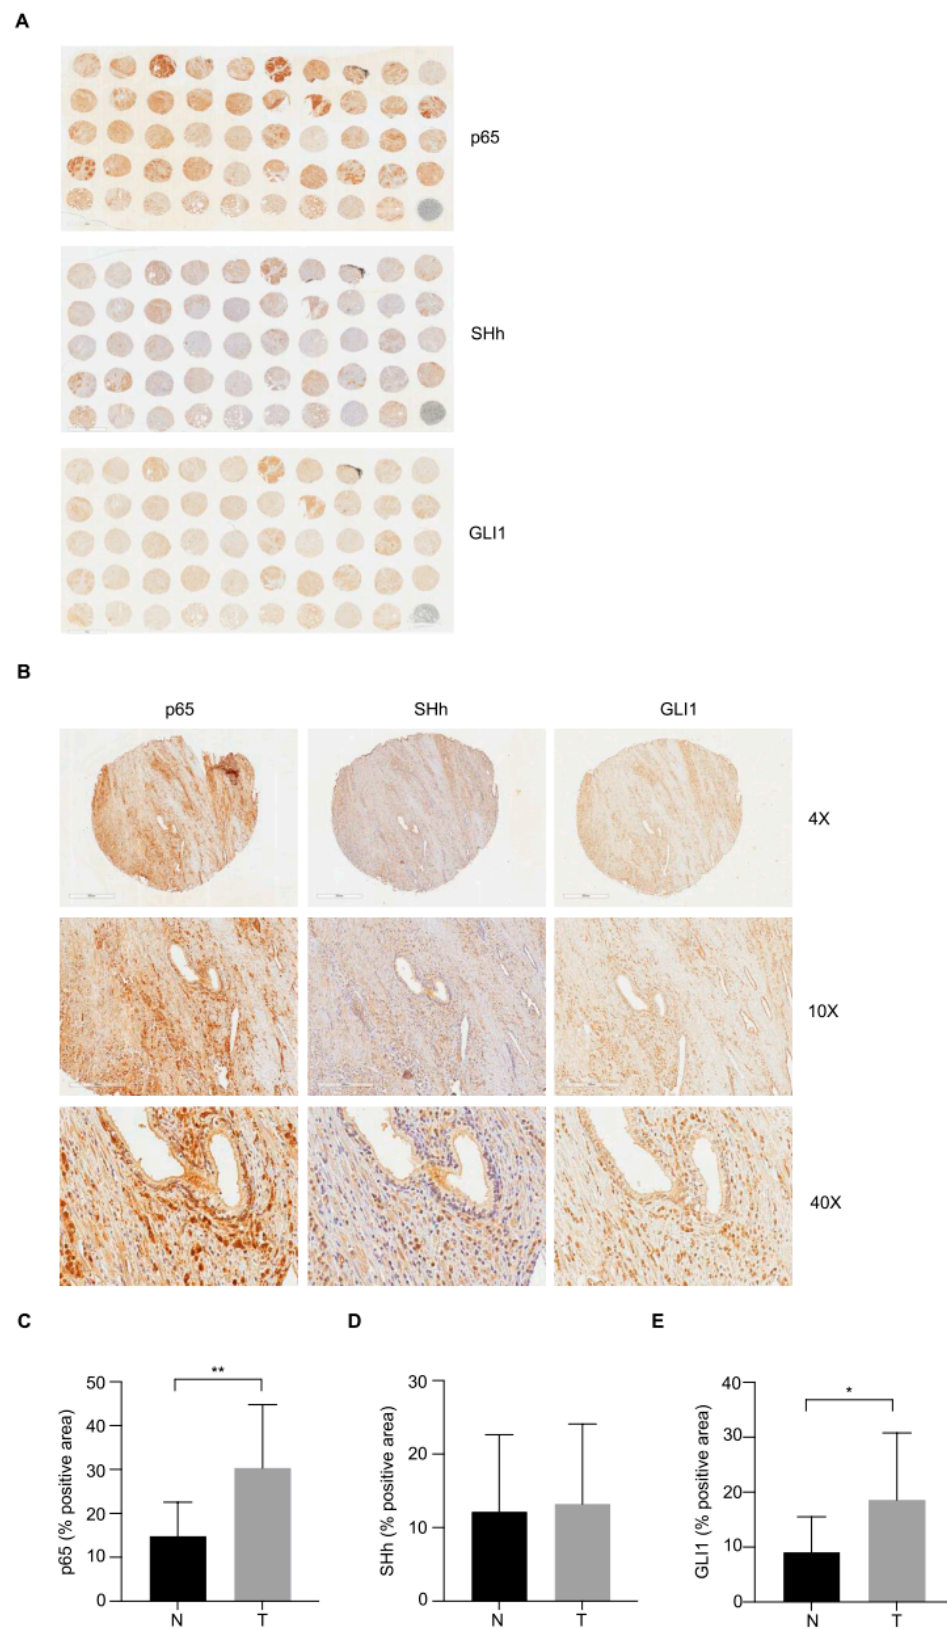 A
p65
SHh
GLI1
B
p65 SHh GLI1
4X
10X
40X
C D E
p65 (% positive area)
50
40
30
20
10
0
**
N T
SHh (% positive area)
30
20
10
0
N T
GLI1 (% positive area)
40
30
20
10
0
*
N T